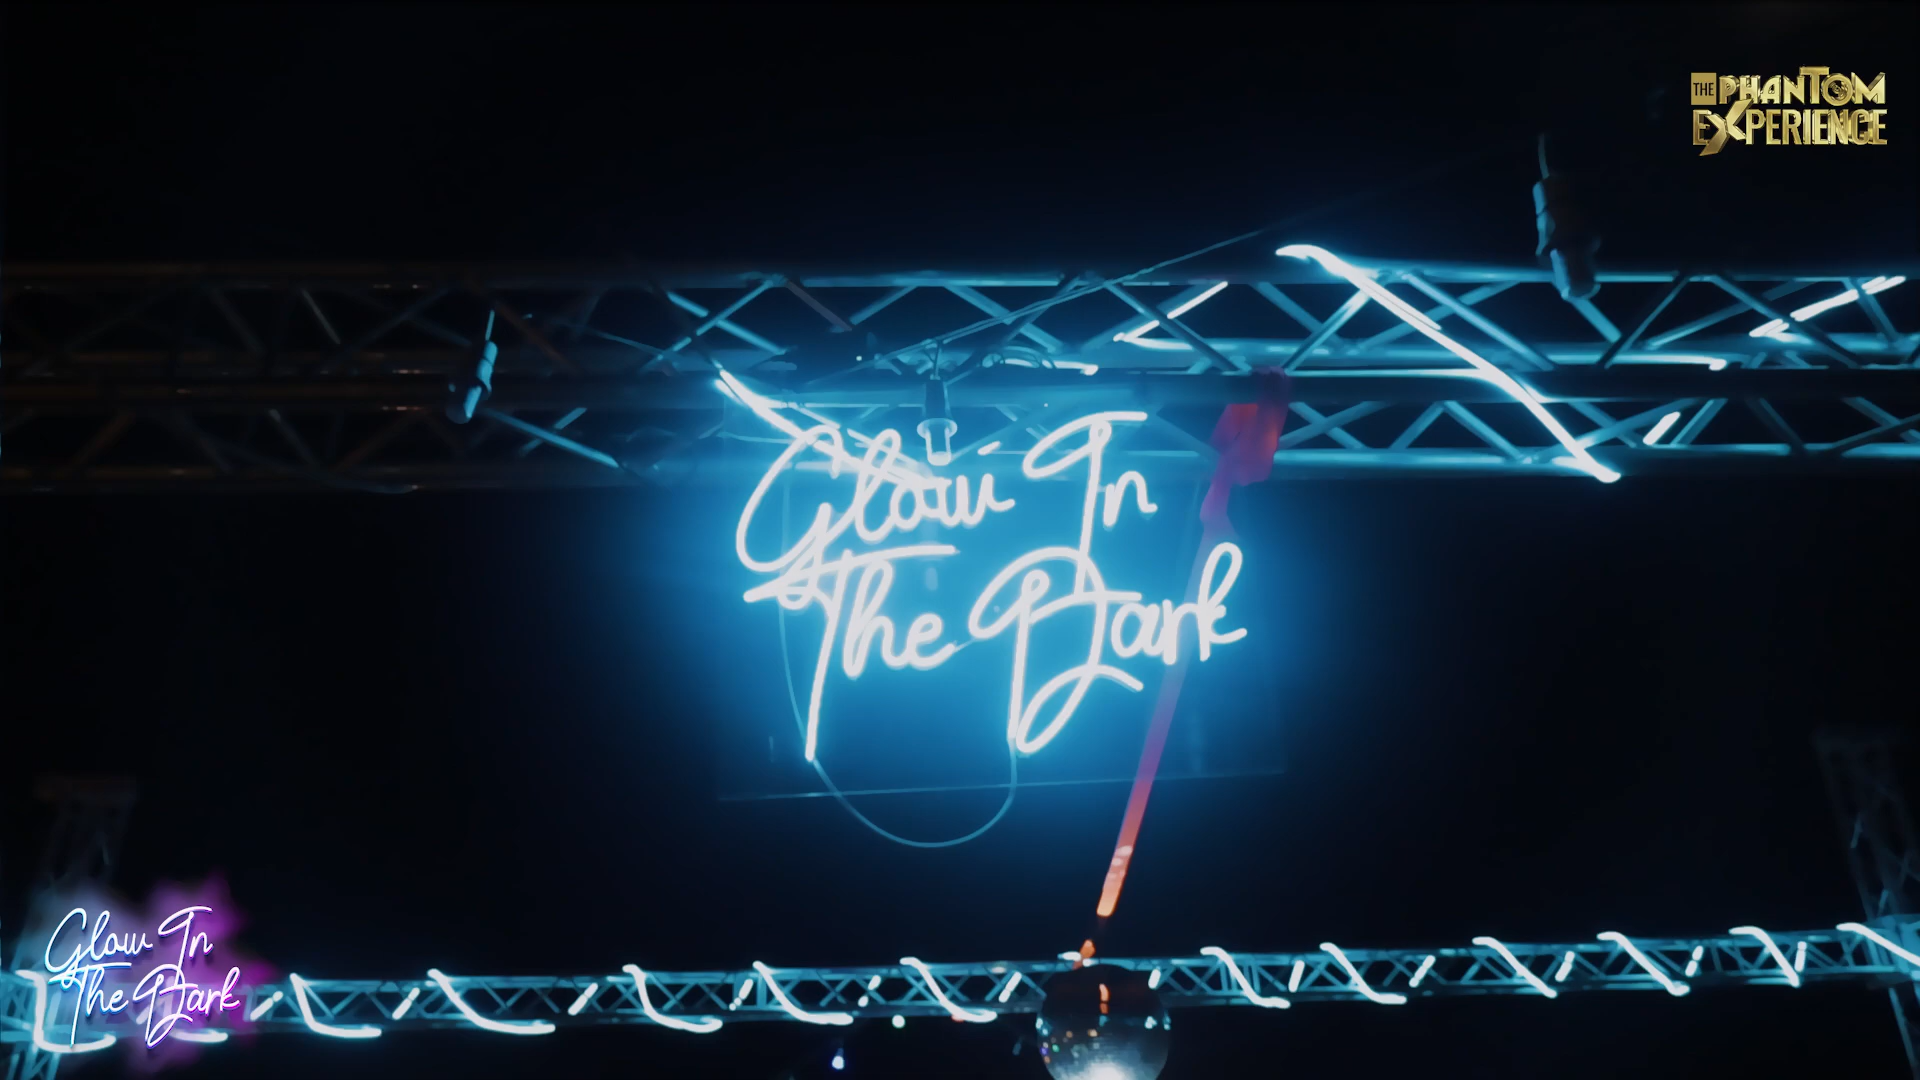 THE PHANTOM
EXPERIENCE
Glow In
The Dark
Glow In
The Dark